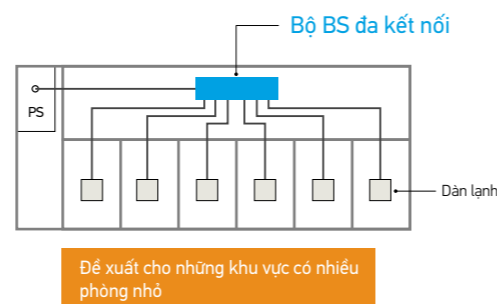 Bộ BS đa kết nối
PS
Dàn lạnh
Đề xuất cho những khu vực có nhiều
phòng nhỏ